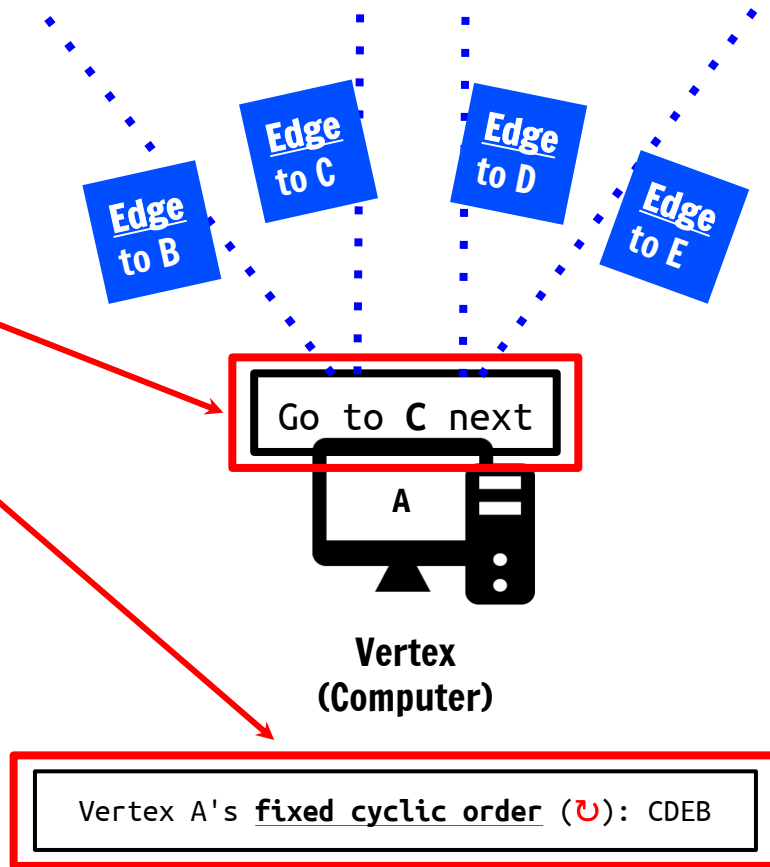 Edge
to B
Edge
to C
Edge
to D
Edge
to E
Go to C next
A
Vertex
(Computer)
Vertex A's fixed cyclic order (↻): CDEB